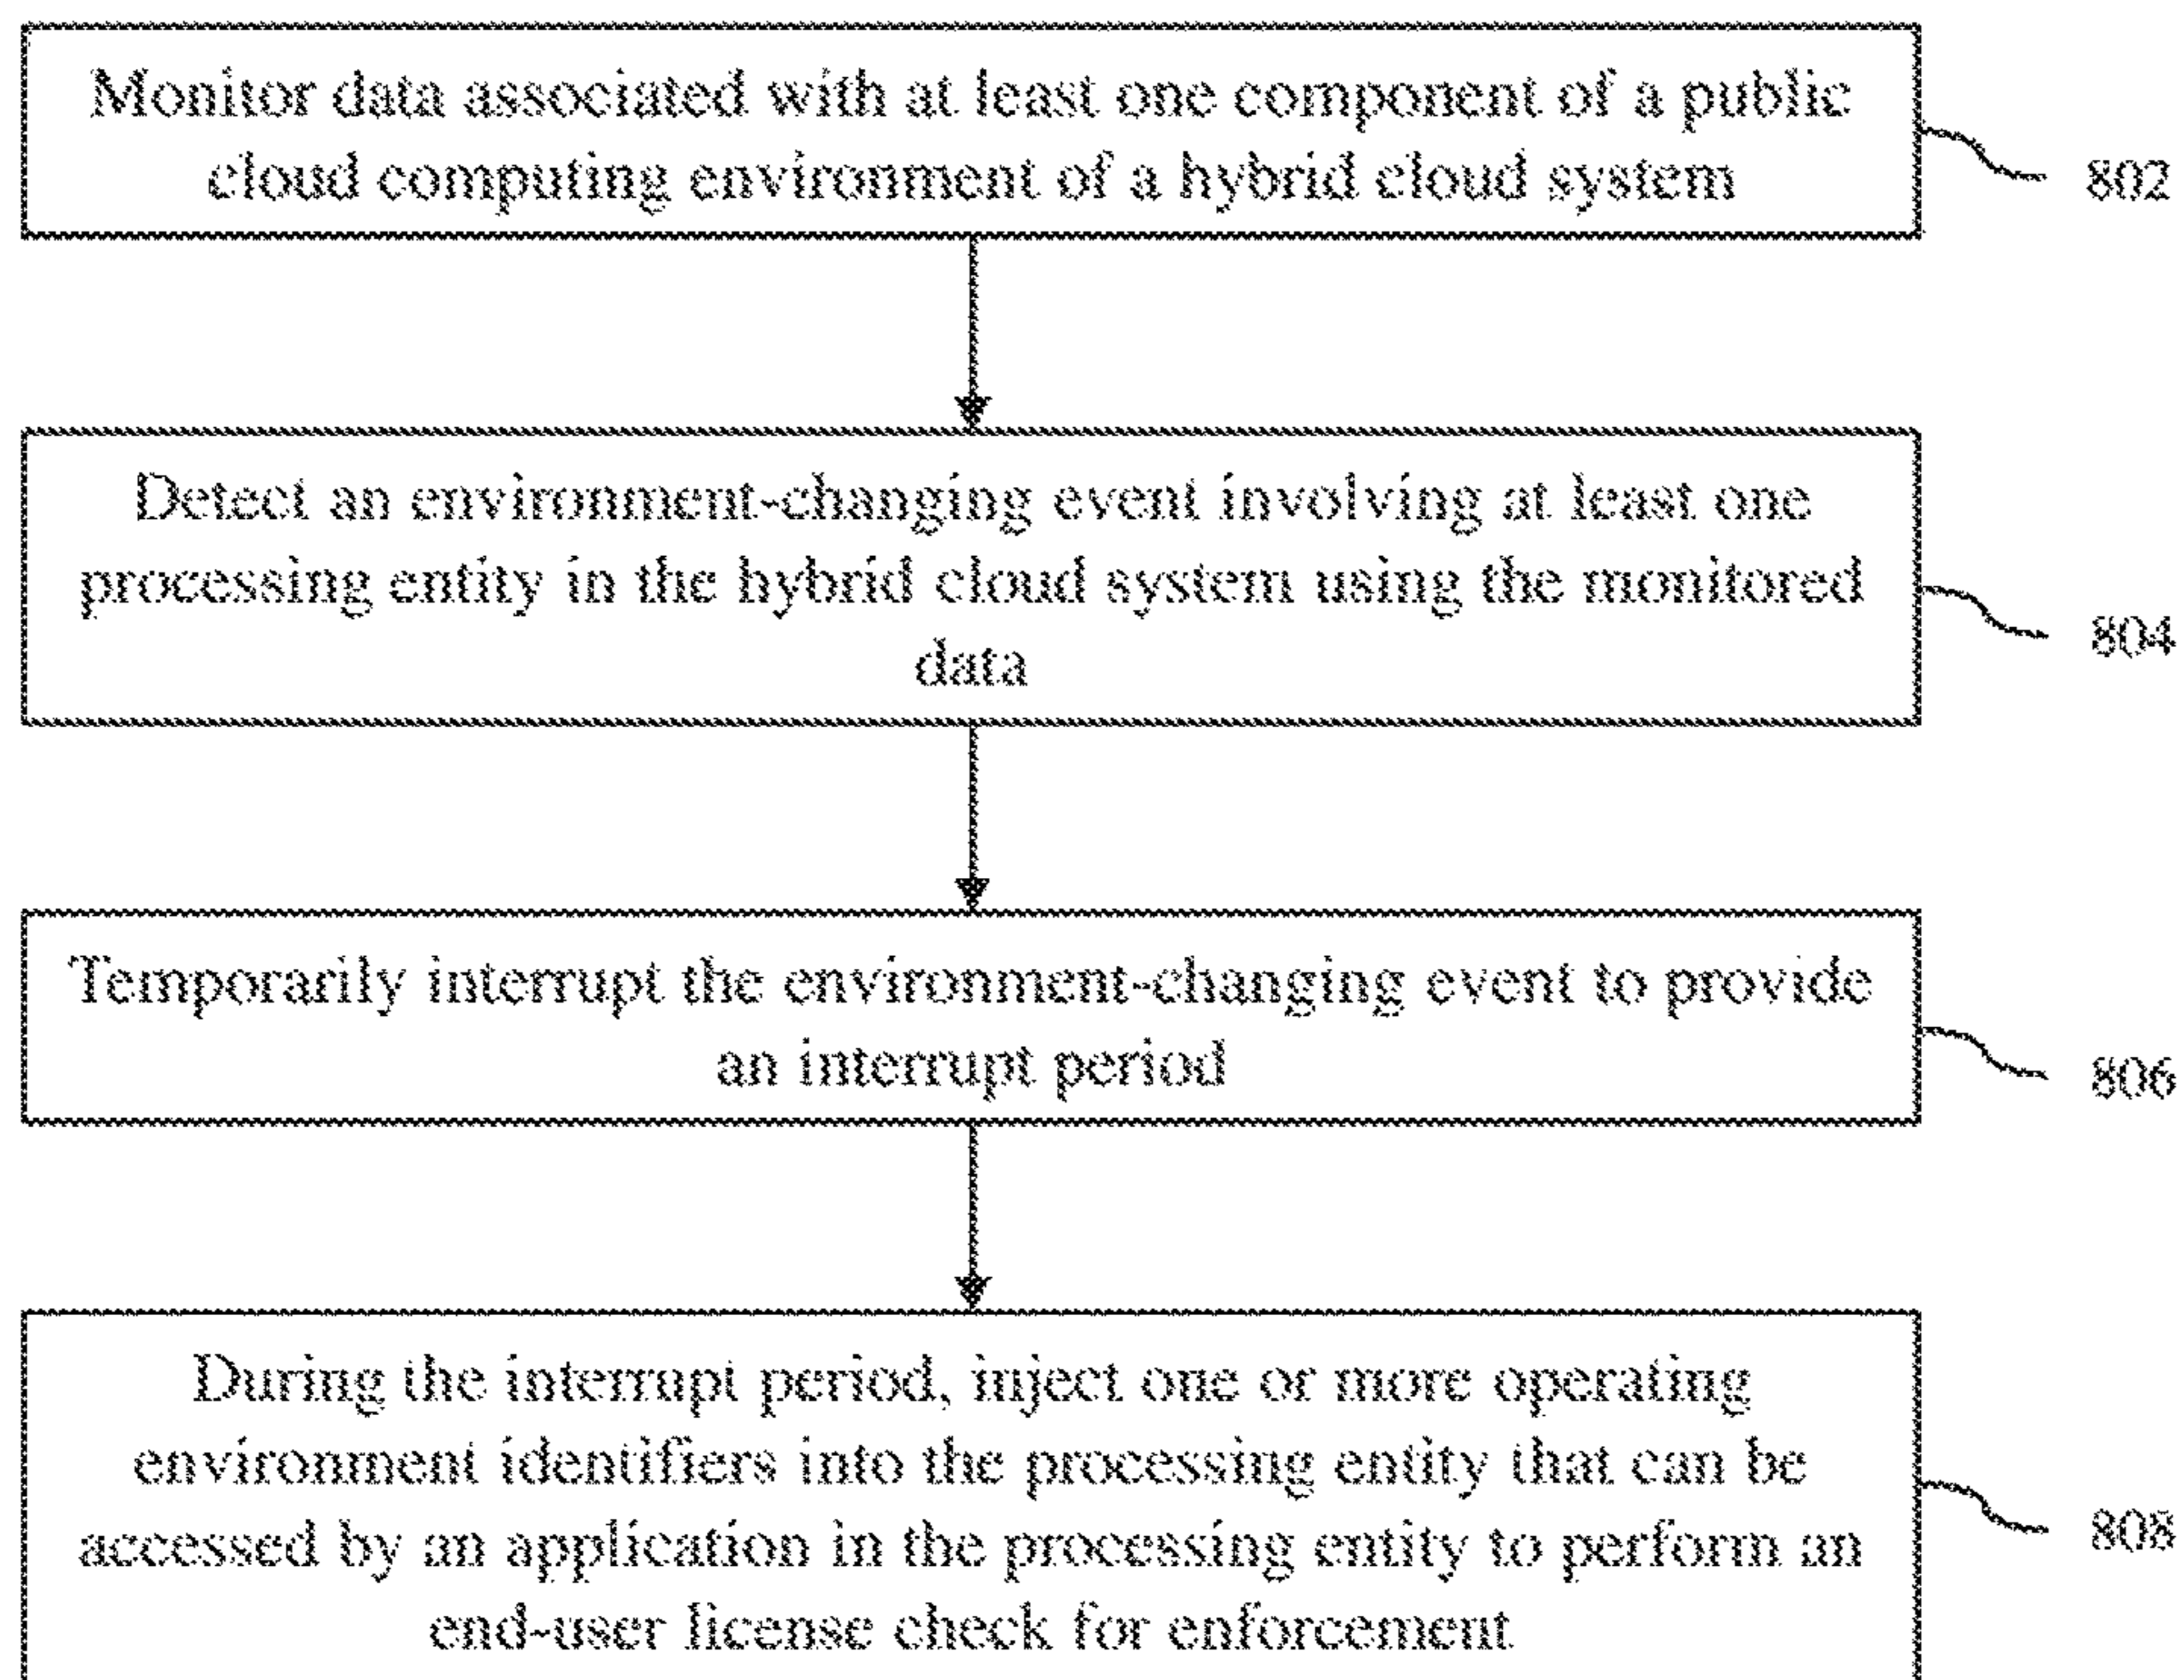 Monitor data associated with at least one component of a public
cloud computing environment of a hybrid cloud system
802
Detect an environment-changing event involving at least one
processing entity in the hybrid cloud system using the monitored
data
804
Temporarily interrupt the environment-changing event to provide
an interrupt period
806
During the interrupt period, inject one or more operating
environment identifiers into the processing entity that can be
accessed by an application in the processing entity to perform an
end-user license check for enforcement
808